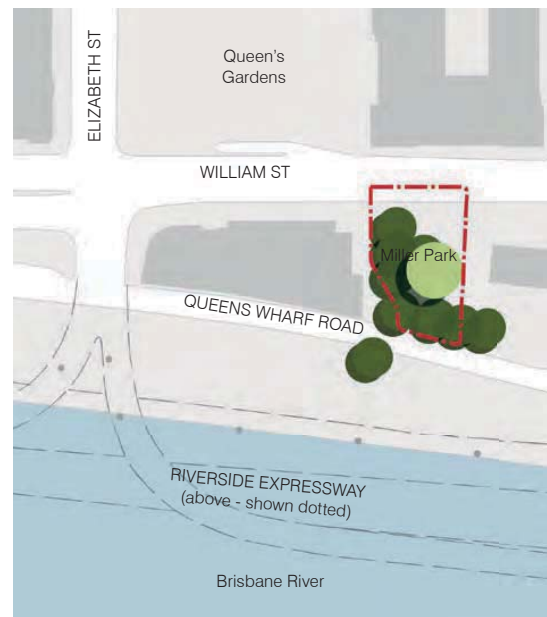 ELIZABETH ST
Queen's
Gardens
WILLIAM ST
Miller Park
QUEENS WHARF ROAD
RIVERSIDE EXPRESSWAY
(above - shown dotted)
Brisbane River